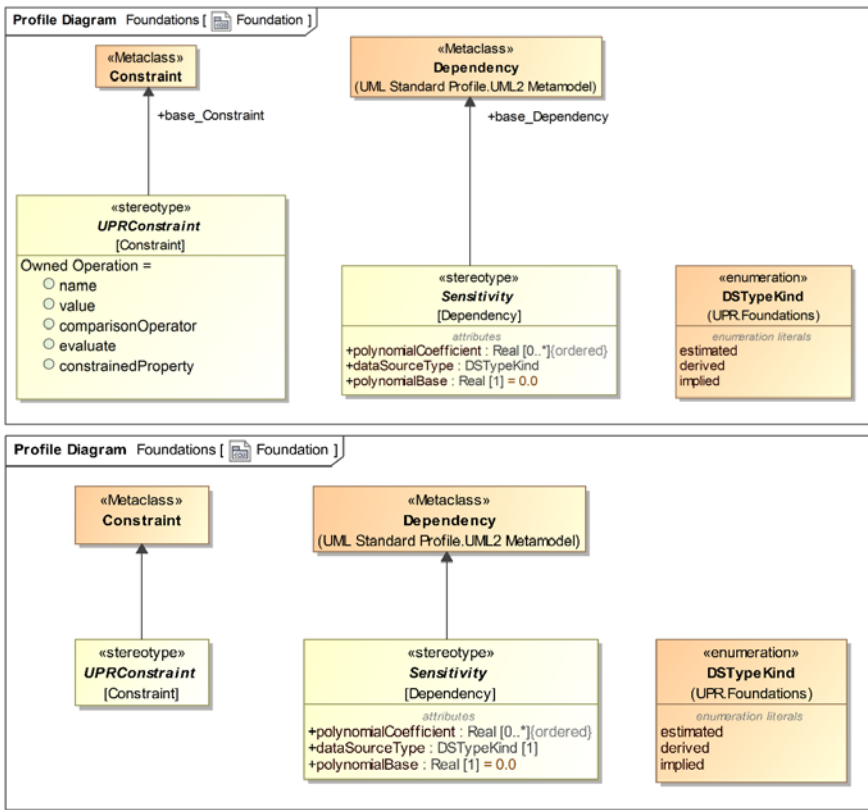 Profile Diagram Foundations [ Foundation ]
«Metaclass»
Constraint
«Metaclass»
Dependency
(UML Standard Profile.UML2 Metamodel)
+base_Constraint
+base_Dependency
«stereotype»
UPRConstraint
[Constraint]
Owned Operation =
name
value
comparisonOperator
evaluate
constrainedProperty
«stereotype»
Sensitivity
[Dependency]
attributes
+polynomialCoefficient : Real [0..*]{ordered}
+dataSourceType : DSTypeKind
+polynomialBase : Real [1] = 0.0
«enumeration»
DSTypeKind
(UPR.Foundations)
enumeration literals
estimated
derived
implied
Profile Diagram Foundations [ Foundation ]
«Metaclass»
Constraint
«Metaclass»
Dependency
(UML Standard Profile.UML2 Metamodel)
«stereotype»
UPRConstraint
[Constraint]
«stereotype»
Sensitivity
[Dependency]
attributes
+polynomialCoefficient : Real [0..*]{ordered}
+dataSourceType : DSTypeKind [1]
+polynomialBase : Real [1] = 0.0
«enumeration»
DSTypeKind
(UPR.Foundations)
enumeration literals
estimated
derived
implied